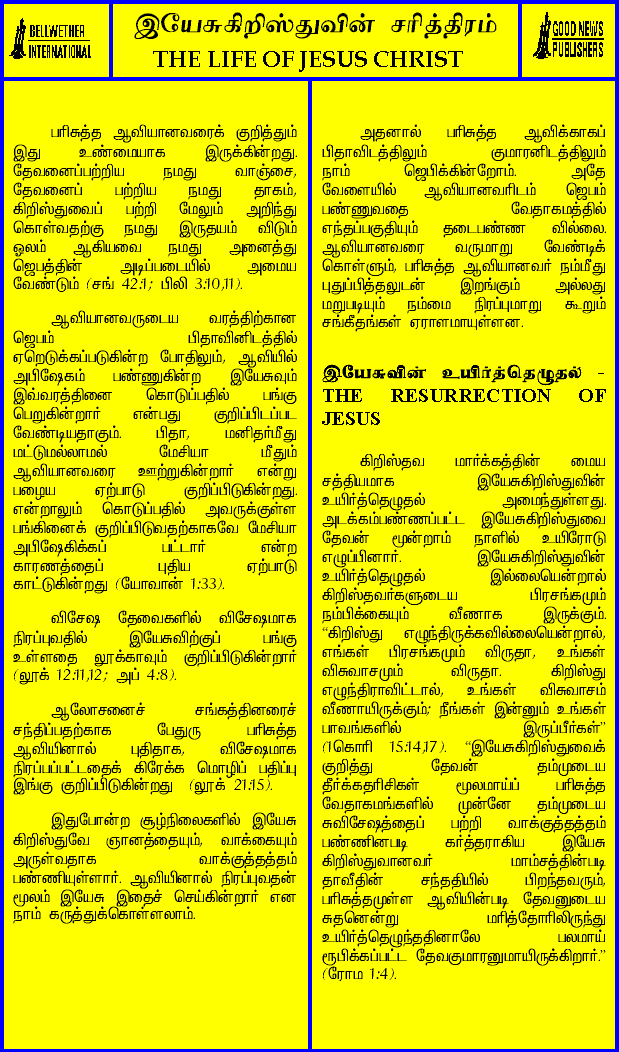 BELLWETHER
INTERNATIONAL
இயேசுகிறிஸ்துவின் சரித்திரம்
THE LIFE OF JESUS CHRIST
GOOD NEWS
PUBLISHERS
பரிசுத்த ஆவியானவரைக் குறித்தும்
இது உண்மையாக இருக்கின்றது.
தேவனைப்பற்றிய நமது வாஞ்சை,
தேவனைப் பற்றிய நமது தாகம்,
கிறிஸ்துவைப் பற்றி மேலும் அறிந்து
கொள்வதற்கு நமது இருதயம் விடும்
ஓலம் ஆகியவை நமது அனைத்து
ஜெபத்தின் அடிப்படையில் அமைய
வேண்டும் (சங் 42:1; பிலி 3:10,11).
ஆவியானவருடைய வரத்திற்கான
ஜெபம் பிதாவினிடத்தில்
ஏறெடுக்கப்படுகின்ற போதிலும், ஆவியில்
அபிஷேகம் பண்ணுகின்ற இயேசுவும்
இவ்வரத்தினை கொடுப்பதில் பங்கு
பெறுகின்றார் என்பது குறிப்பிடப்பட
வேண்டியதாகும். பிதா, மனிதர்மீது
மட்டுமல்லாமல் மேசியா மீதும்
ஆவியானவரை ஊற்றுகின்றார் என்று
பழைய ஏற்பாடு குறிப்பிடுகின்றது.
என்றாலும் கொடுப்பதில் அவருக்குள்ள
பங்கினைக் குறிப்பிடுவதற்காகவே மேசியா
அபிஷேகிக்கப் பட்டார் என்ற
காரணத்தைப் புதிய ஏற்பாடு
காட்டுகின்றது (யோவான் 1:33).
விசேஷ தேவைகளில் விசேஷமாக
நிரப்புவதில் இயேசுவிற்குப் பங்கு
உள்ளதை லூக்காவும் குறிப்பிடுகின்றார்
(லூக் 12:11,12; அப் 4:8).
ஆலோசனைச் சங்கத்தினரைச்
சந்திப்பதற்காக பேதுரு பரிசுத்த
ஆவியினால் புதிதாக, விசேஷமாக
நிரப்பப்பட்டதைக் கிரேக்க மொழிப் பதிப்பு
இங்கு குறிப்பிடுகின்றது (லூக் 21:15).
இதுபோன்ற சூழ்நிலைகளில் இயேசு
கிறிஸ்துவே ஞானத்தையும், வாக்கையும்
அருள்வதாக வாக்குத்தத்தம்
பண்ணியுள்ளார். ஆவியினால் நிரப்புவதன்
மூலம் இயேசு இதைச் செய்கின்றார் என
நாம் கருத்துக்கொள்ளலாம்.
அதனால் பரிசுத்த ஆவிக்காகப்
பிதாவிடத்திலும் குமாரனிடத்திலும்
நாம் ஜெபிக்கின்றோம். அதே
வேளையில் ஆவியானவரிடம் ஜெபம்
பண்ணுவதை வேதாகமத்தில்
எந்தப்பகுதியும் தடைபண்ண வில்லை.
ஆவியானவரை வருமாறு வேண்டிக்
கொள்ளும், பரிசுத்த ஆவியானவர் நம்மீது
புதுப்பித்தலுடன் இறங்கும் அல்லது
மறுபடியும் நம்மை நிரப்புமாறு கூறும்
சங்கீதங்கள் ஏராளமாயுள்ளன.
இயேசுவின் உயிர்த்தெழுதல் -
THE RESURRECTION OF
JESUS
கிறிஸ்தவ மார்க்கத்தின் மைய
சத்தியமாக இயேசுகிறிஸ்துவின்
உயிர்த்தெழுதல் அமைந்துள்ளது.
அடக்கம்பண்ணப்பட்ட இயேசுகிறிஸ்துவை
தேவன் மூன்றாம் நாளில் உயிரோடு
எழுப்பினார். இயேசுகிறிஸ்துவின்
உயிர்த்தெழுதல் இல்லையென்றால்
கிறிஸ்தவர்களுடைய பிரசங்கமும்
நம்பிக்கையும் வீணாக இருக்கும்.
“கிறிஸ்து எழுந்திருக்கவில்லையென்றால்,
எங்கள் பிரசங்கமும் விருதா, உங்கள்
விசுவாசமும் விருதா. கிறிஸ்து
எழுந்திராவிட்டால், உங்கள் விசுவாசம்
வீணாயிருக்கும்; நீங்கள் இன்னும் உங்கள்
பாவங்களில் இருப்பீர்கள்”
(1கொரி 15:14,17). “இயேசுகிறிஸ்துவைக்
குறித்து தேவன் தம்முடைய
தீர்க்கதரிசிகள் மூலமாய்ப் பரிசுத்த
வேதாகமங்களில் முன்னே தம்முடைய
சுவிசேஷத்தைப் பற்றி வாக்குத்தத்தம்
பண்ணினபடி கர்த்தராகிய இயேசு
கிறிஸ்துவானவர் மாம்சத்தின்படி
தாவீதின் சந்ததியில் பிறந்தவரும்,
பரிசுத்தமுள்ள ஆவியின்படி தேவனுடைய
சுதனென்று மரித்தோரிலிருந்து
உயிர்த்தெழுந்ததினாலே பலமாய்
ரூபிக்கப்பட்ட தேவகுமாரனுமாயிருக்கிறார்.”
(ரோம 1:4).